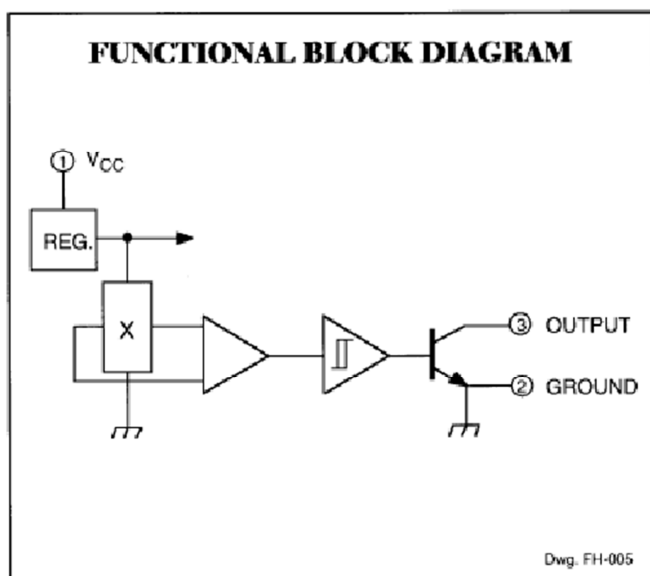 FUNCTIONAL BLOCK DIAGRAM
1 VCC
REG.
X
3 OUTPUT
2 GROUND
Dwg. FH-005